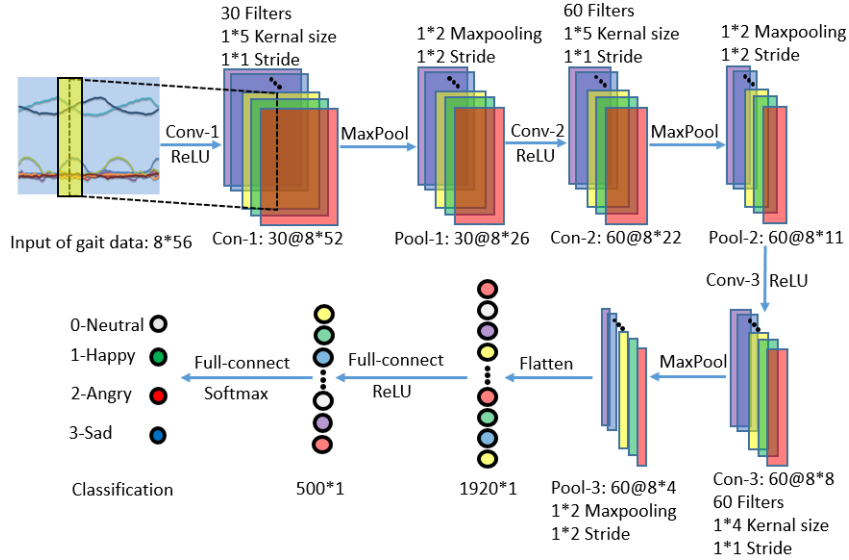 30 Filters
1*5 Kernal size
1*1 Stride
1*2 Maxpooling
1*2 Stride
60 Filters
1*5 Kernal size
1*1 Stride
1*2 Maxpooling
1*2 Stride
Conv-1
ReLU
MaxPool
Conv-2
ReLU
MaxPool
Input of gait data: 8*56
Con-1: 30@8*52
Pool-1: 30@8*26
Con-2: 60@8*22
Pool-2: 60@8*11
Conv-3
ReLU
0-Neutral
1-Happy
2-Angry
3-Sad
Full-connect
Softmax
Full-connect
ReLU
Flatten
MaxPool
Classification
500*1
1920*1
Pool-3: 60@8*4
1*2 Maxpooling
1*2 Stride
Con-3: 60@8*8
60 Filters
1*4 Kernal size
1*1 Stride